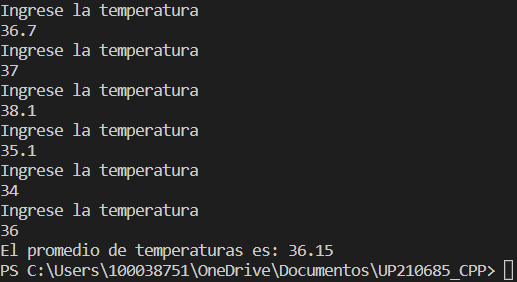 Ingrese la temperatura
36.7
Ingrese la temperatura
37
Ingrese la temperatura
38.1
Ingrese la temperatura
35.1
Ingrese la temperatura
34
Ingrese la temperatura
36
El promedio de temperaturas es: 36.15
PS C:\Users\100038751\OneDrive\Documentos\UP210685_CPP>